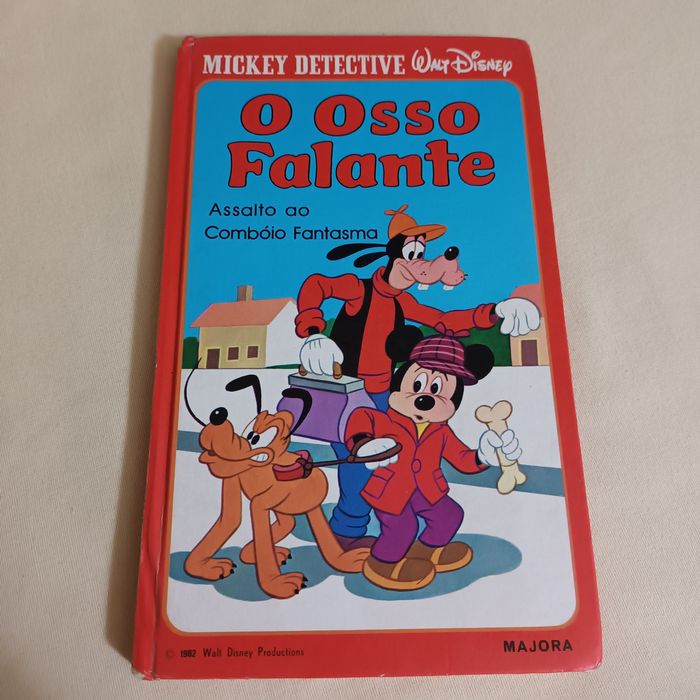 MICKEY DETECTIVE WALT DISNEY
O Osso
Falante
Assalto ao
Combóio Fantasma
© 1982 Walt Disney Productions
MAJORA